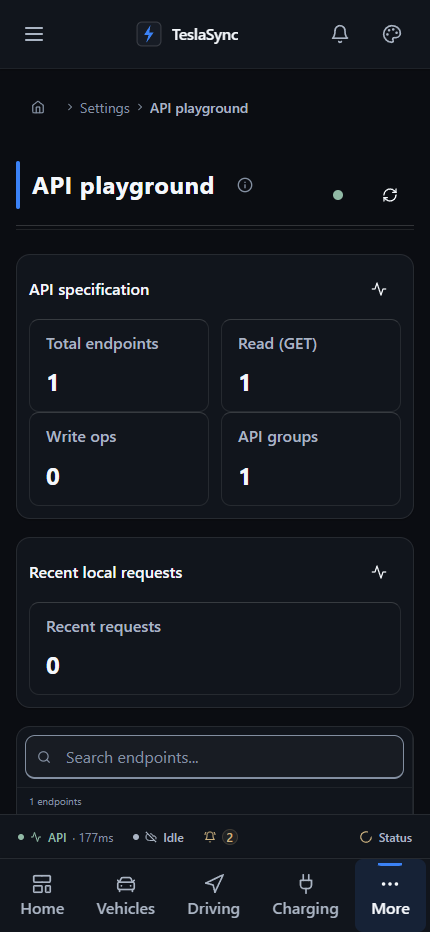 TeslaSync
Settings
API playground
API playground
API specification
Total endpoints
1
Read (GET)
1
Write ops
0
API groups
1
Recent local requests
Recent requests
0
Search endpoints...
1 endpoints
API · 177ms
Idle
2
Status
Home
Vehicles
Driving
Charging
More